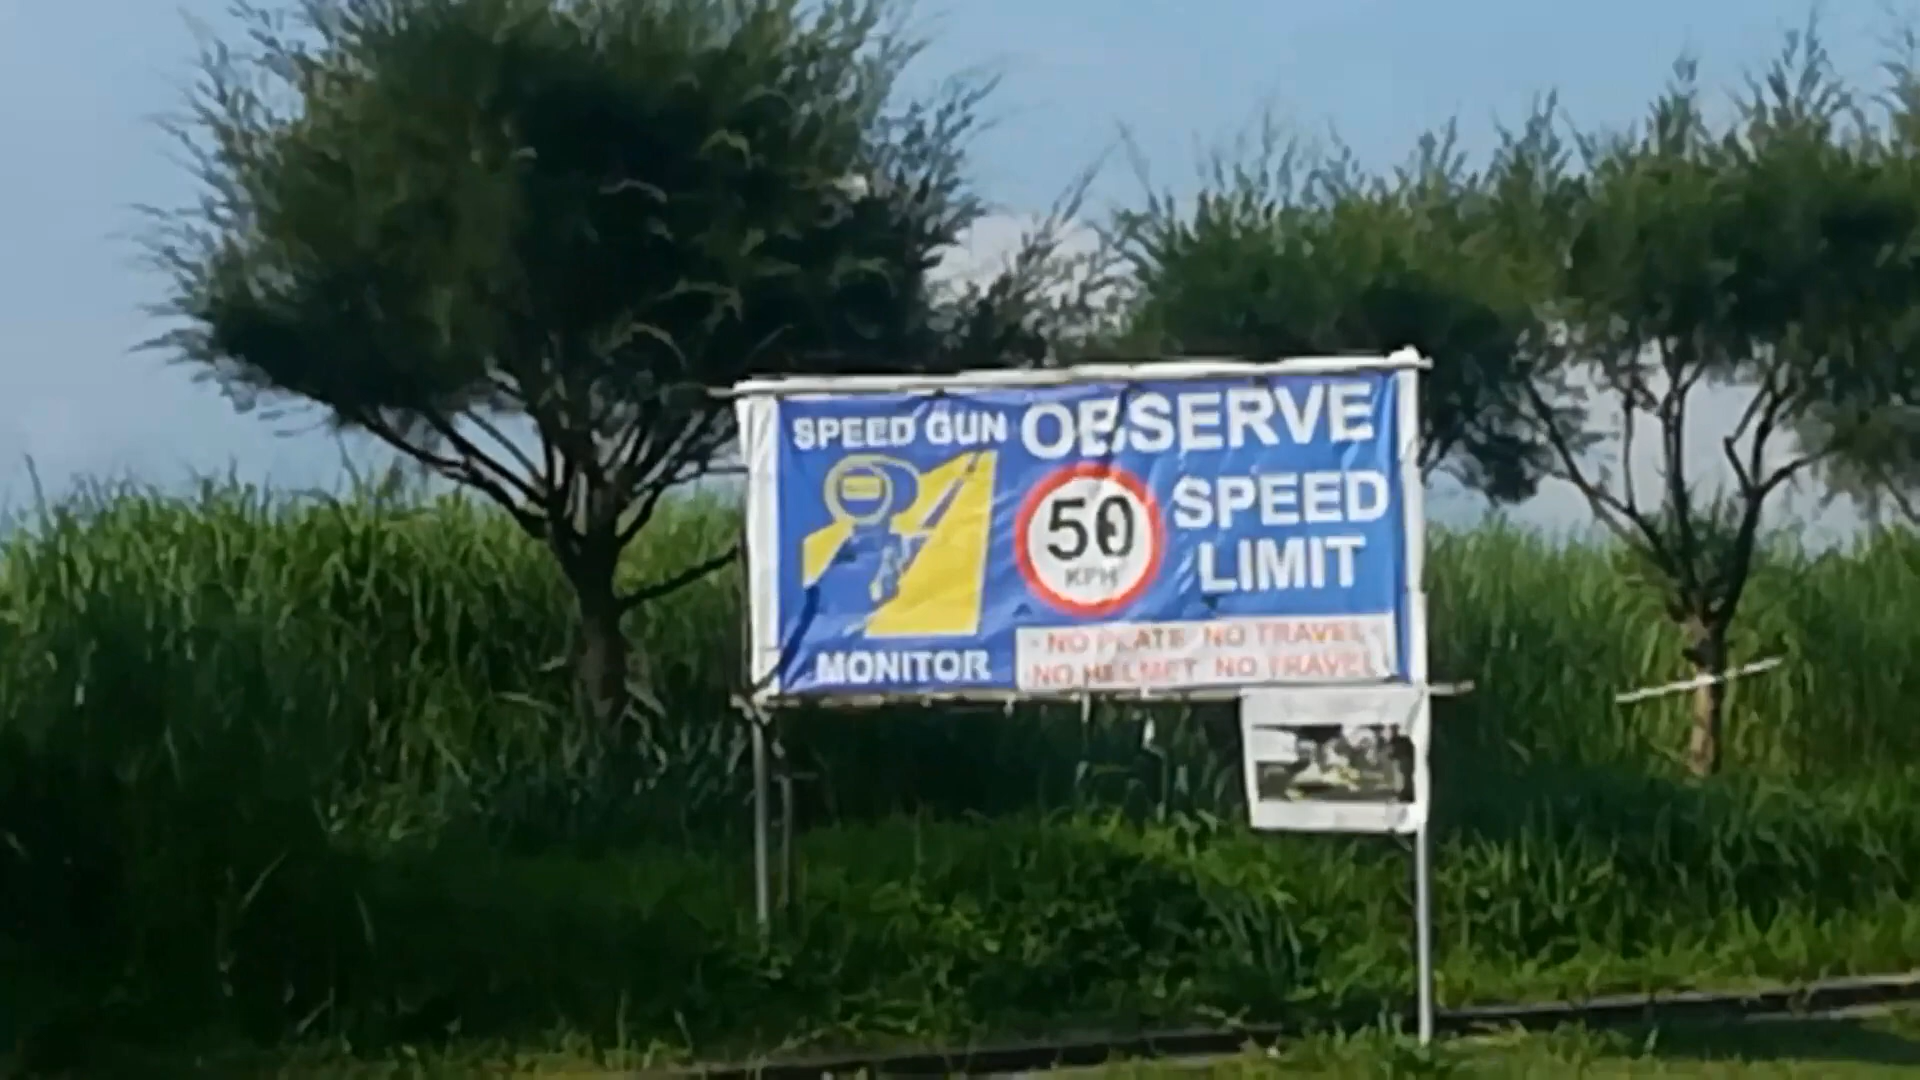 SPEED GUN
MONITOR
OBSERVE
50
KPH
SPEED
LIMIT
- NO PLATE NO TRAVEL -
- NO HELMET NO TRAVEL -